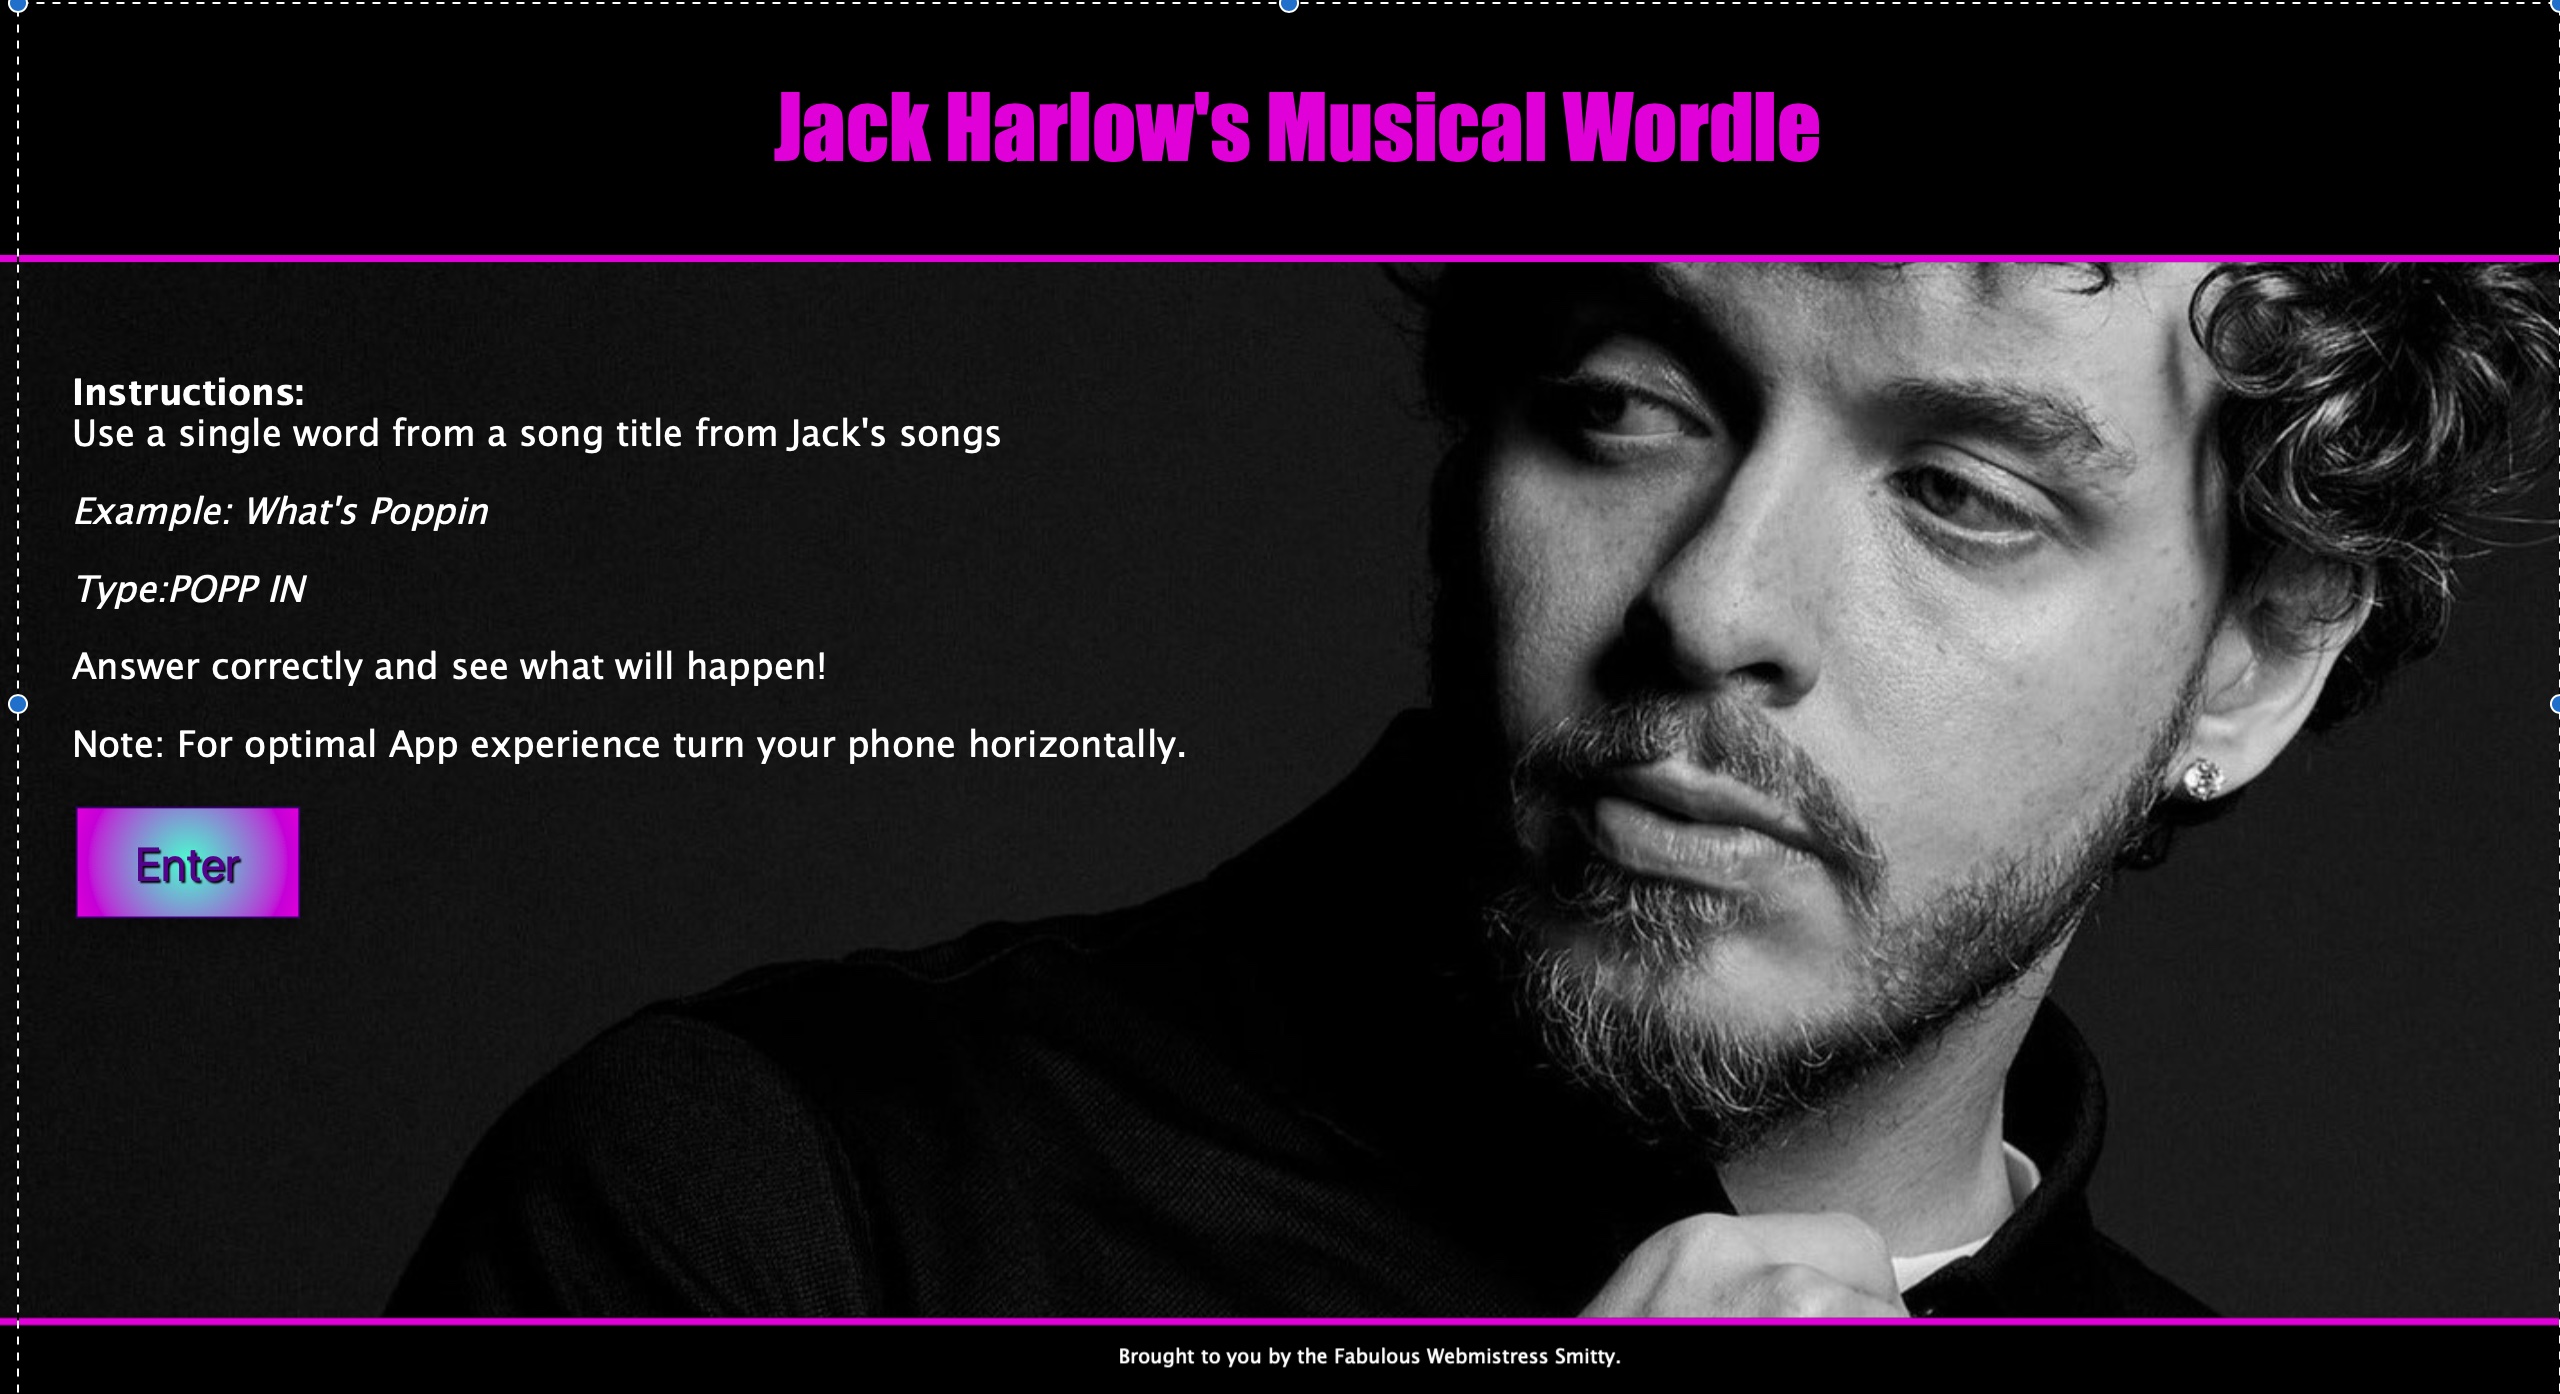 Jack Harlow's Musical Wordle
Instructions:
Use a single word from a song title from Jack's songs
Example: What's Poppin
Type:POPP IN
Answer correctly and see what will happen!
Note: For optimal App experience turn your phone horizontally.
Enter
Brought to you by the Fabulous Webmistress Smitty.